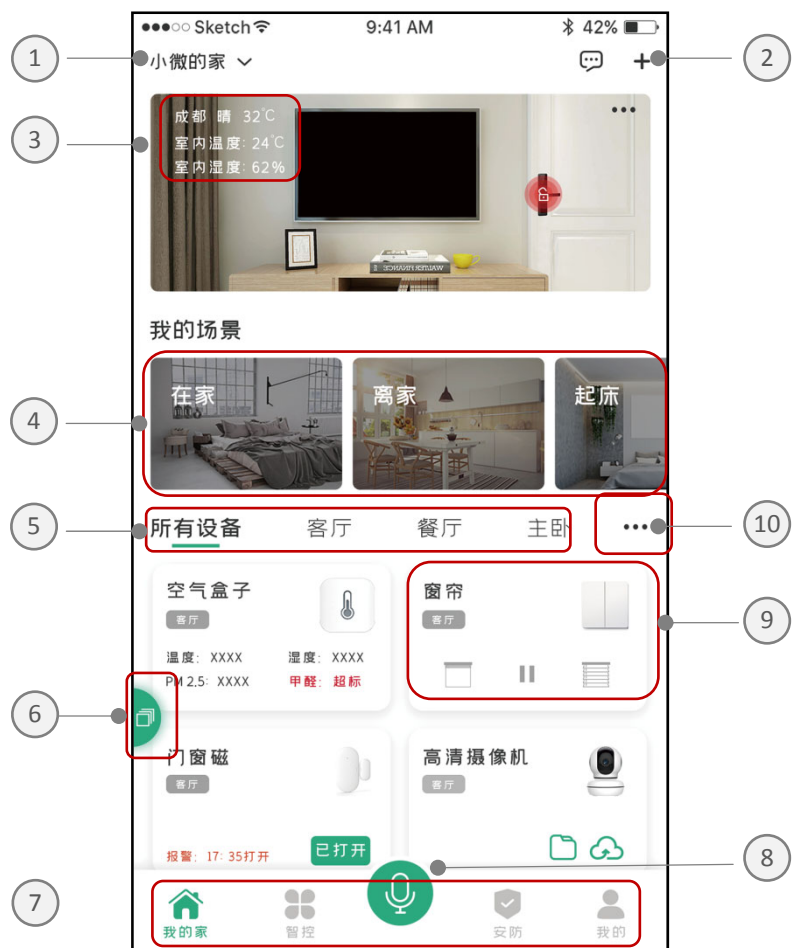 Sketch 9:41 AM 42%
1 小微的家 2
3 成都 晴 32°C
室内温度: 24°C
室内湿度: 62%
我的场景
4 在家 离家 起床
5 所有设备 客厅 餐厅 主卧 10
空气盒子 窗帘 9
客厅 客厅
温度: XXXX 湿度: XXXX
PM2.5: XXXX 甲醛: 超标
6
门窗磁 高清摄像机
客厅 客厅
报警: 17:35打开 已打开 8
7 我的家 智控 安防 我的